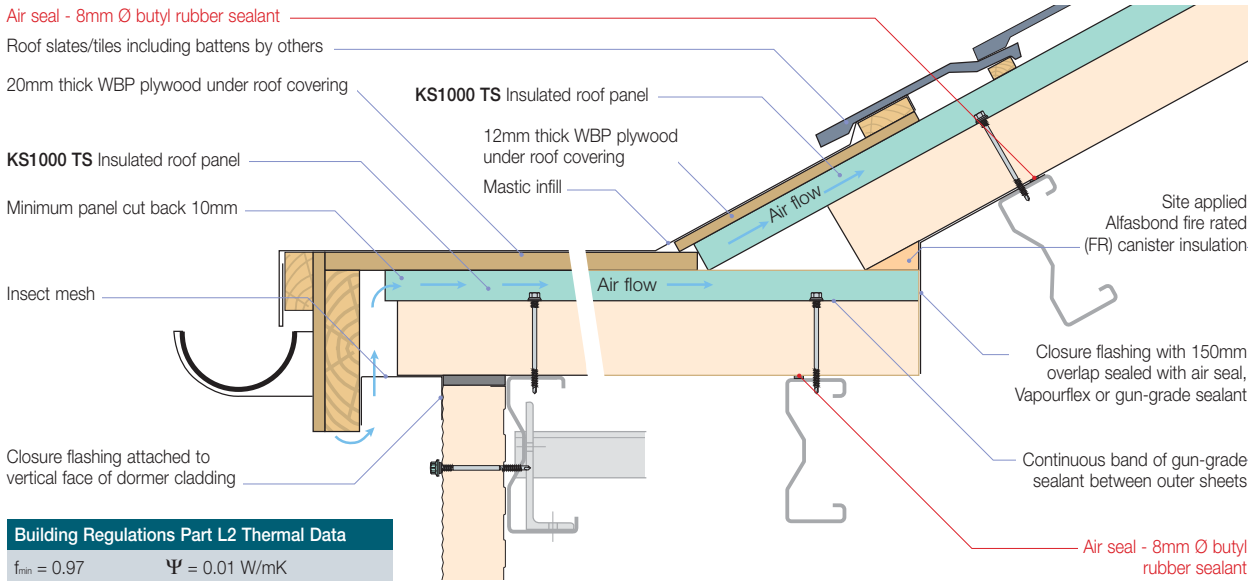 Air seal - 8mm Ø butyl rubber sealant
Roof slates/tiles including battens by others
20mm thick WBP plywood under roof covering
KS1000 TS Insulated roof panel
Minimum panel cut back 10mm
Insect mesh
Closure flashing attached to
vertical face of dormer cladding
KS1000 TS Insulated roof panel
12mm thick WBP plywood
under roof covering
Mastic infill
Air flow
Air flow
Site applied
Alfasbond fire rated
(FR) canister insulation
Closure flashing with 150mm
overlap sealed with air seal,
Vapourflex or gun-grade sealant
Continuous band of gun-grade
sealant between outer sheets
Air seal - 8mm Ø butyl
rubber sealant
Building Regulations Part L2 Thermal Data
fmin = 0.97 Ψ = 0.01 W/mK